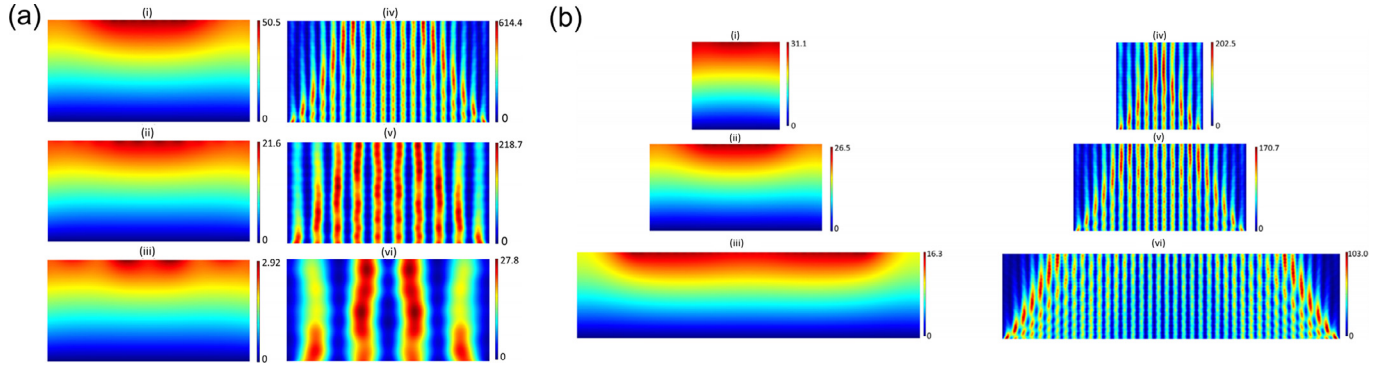 (a)
(i)
50.5
0
(iv)
614.4
0
(ii)
21.6
0
(v)
218.7
0
(iii)
2.92
0
(vi)
27.8
0
(b)
(i)
31.1
0
(iv)
202.5
0
(ii)
26.5
0
(v)
170.7
0
(iii)
16.3
0
(vi)
103.0
0